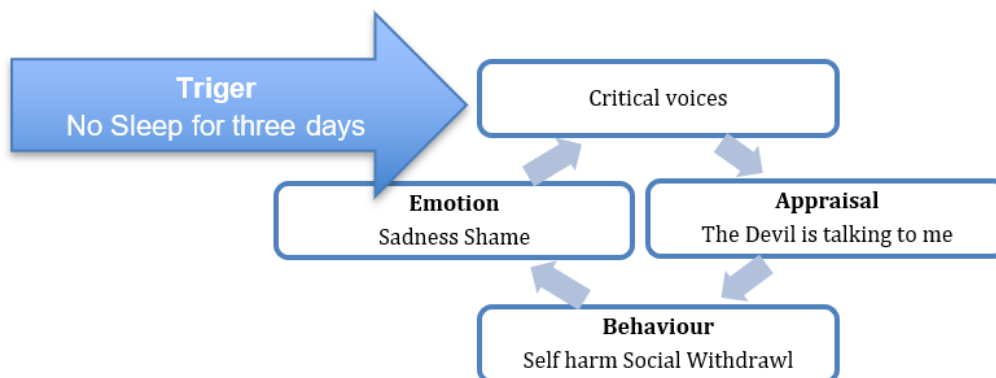 Triger
No Sleep for three days
Critical voices
Emotion
Sadness Shame
Appraisal
The Devil is talking to me
Behaviour
Self harm Social Withdrawl